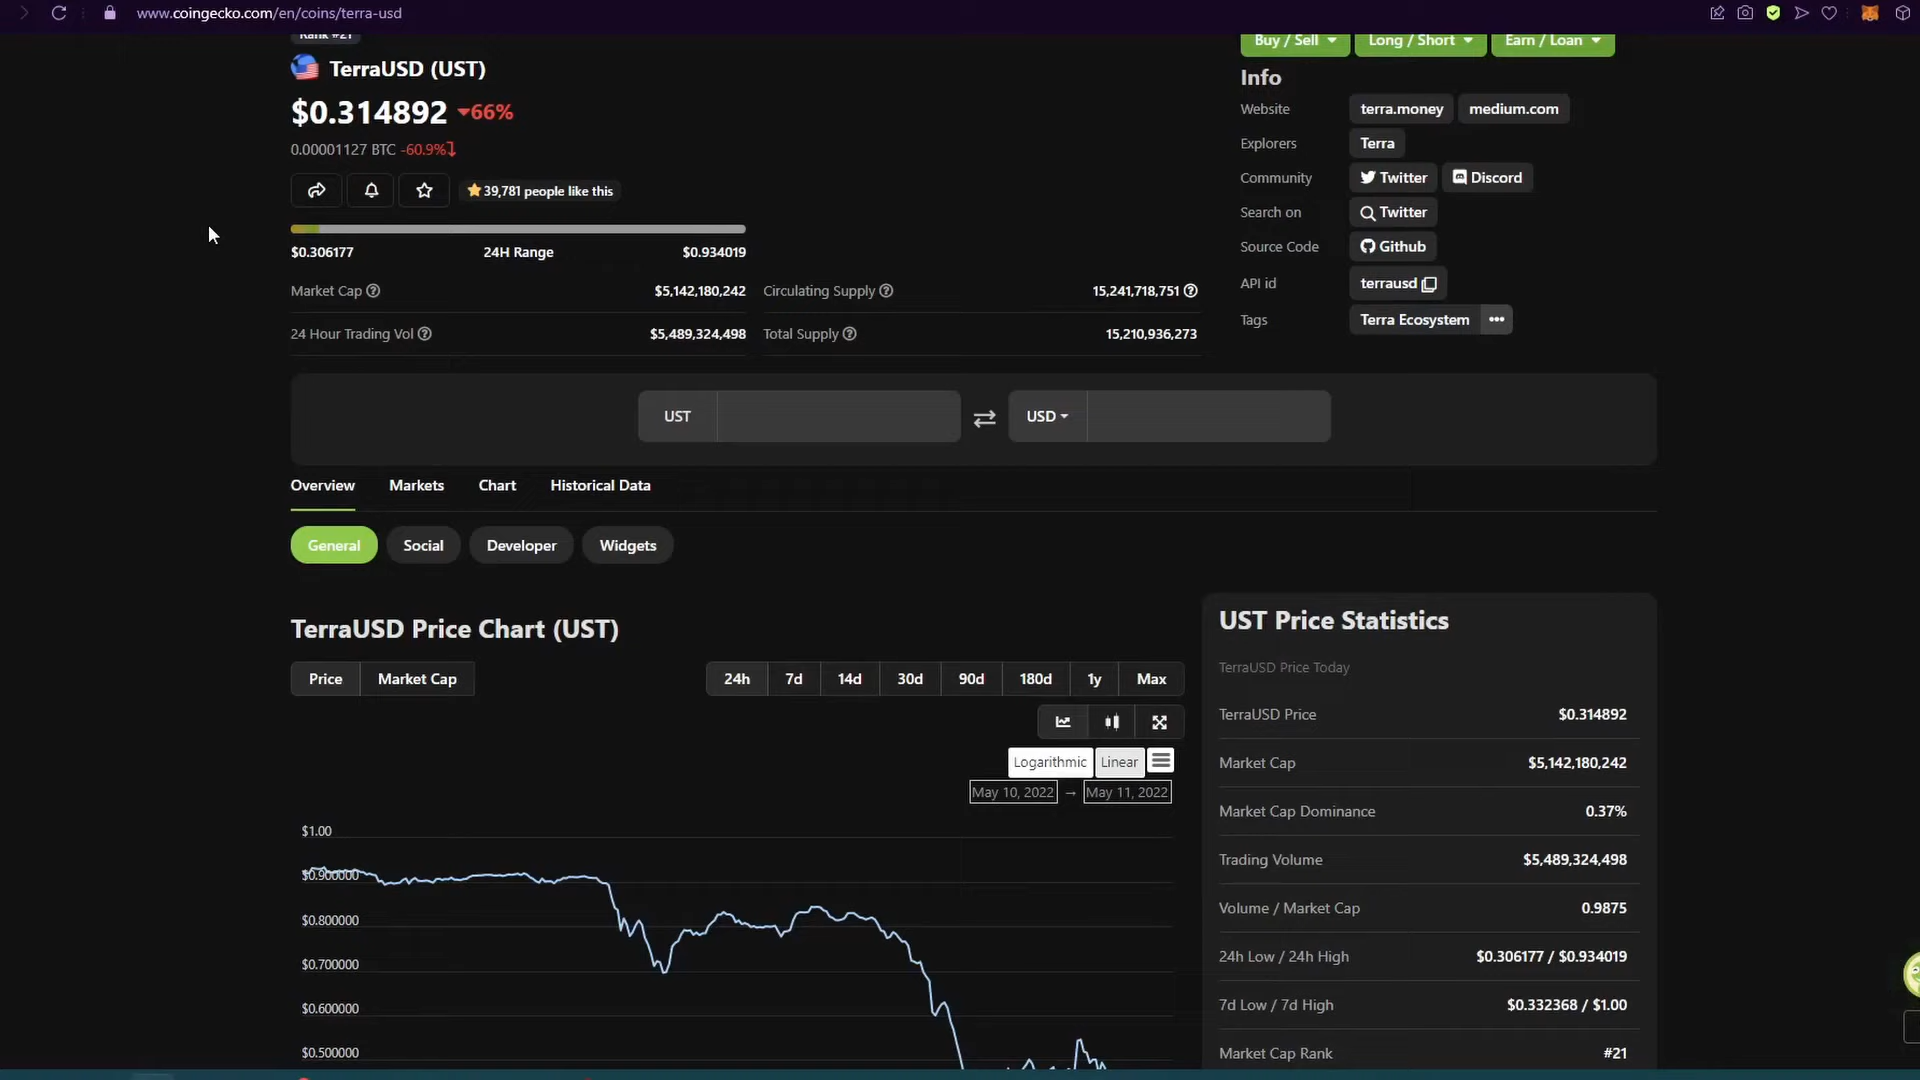 www.coingecko.com/en/coins/terra-usd
Rank #21
TerraUSD (UST)
$0.314892 66%
0.00001127 BTC -60.9%
39,781 people like this
$0.306177 24H Range $0.934019
Market Cap $5,142,180,242 Circulating Supply 15,241,718,751
24 Hour Trading Vol $5,489,324,498 Total Supply 15,210,936,273
Buy / Sell Long / Short Earn / Loan
Info
Website terra.money medium.com
Explorers Terra
Community Twitter Discord
Search on Twitter
Source Code Github
API id terrausd
Tags Terra Ecosystem
UST USD
Overview Markets Chart Historical Data
General Social Developer Widgets
TerraUSD Price Chart (UST)
Price Market Cap 24h 7d 14d 30d 90d 180d 1y Max
Logarithmic Linear
May 10, 2022 → May 11, 2022
$1.00
$0.900000
$0.800000
$0.700000
$0.600000
$0.500000
UST Price Statistics
TerraUSD Price Today
TerraUSD Price $0.314892
Market Cap $5,142,180,242
Market Cap Dominance 0.37%
Trading Volume $5,489,324,498
Volume / Market Cap 0.9875
24h Low / 24h High $0.306177 / $0.934019
7d Low / 7d High $0.332368 / $1.00
Market Cap Rank #21